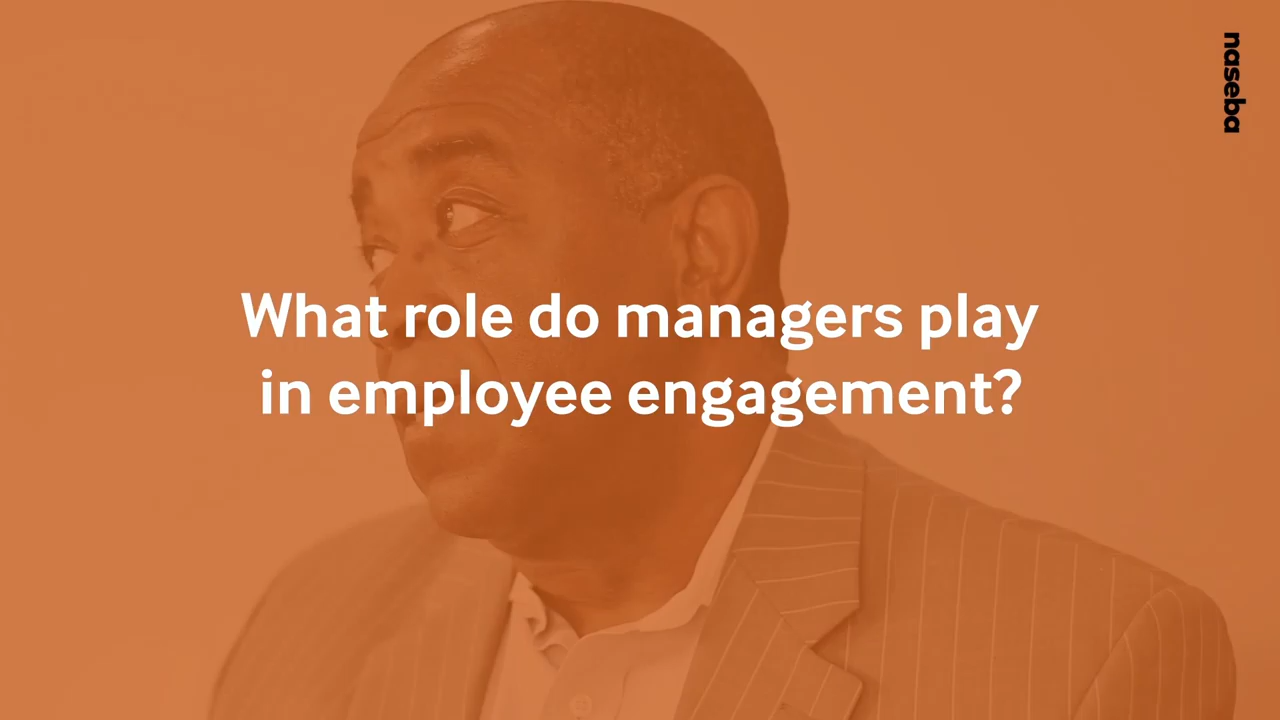 What role do managers play
in employee engagement?
naseba